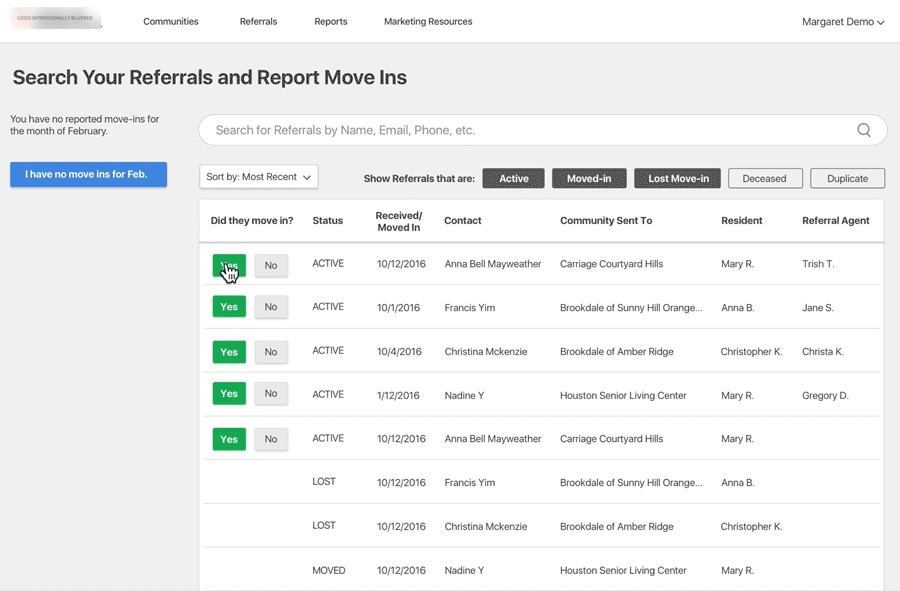 LOGO INTENTIONALLY BLURRED
Communities Referrals Reports Marketing Resources Margaret Demo
Search Your Referrals and Report Move Ins
You have no reported move-ins for
the month of February.
Search for Referrals by Name, Email, Phone, etc.
I have no move ins for Feb.
Sort by: Most Recent Show Referrals that are: Active Moved-in Lost Move-in Deceased Duplicate
Did they move in? Status Received/ Moved In Contact Community Sent To Resident Referral Agent
Yes No ACTIVE 10/12/2016 Anna Bell Mayweather Carriage Courtyard Hills Mary R. Trish T.
Yes No ACTIVE 10/1/2016 Francis Yim Brookdale of Sunny Hill Orange... Anna B. Jane S.
Yes No ACTIVE 10/4/2016 Christina Mckenzie Brookdale of Amber Ridge Christopher K. Christa K.
Yes No ACTIVE 1/12/2016 Nadine Y Houston Senior Living Center Mary R. Gregory D.
Yes No ACTIVE 10/12/2016 Anna Bell Mayweather Carriage Courtyard Hills Mary R.
LOST 10/12/2016 Francis Yim Brookdale of Sunny Hill Orange... Anna B.
LOST 10/12/2016 Christina Mckenzie Brookdale of Amber Ridge Christopher K.
MOVED 10/12/2016 Nadine Y Houston Senior Living Center Mary R.